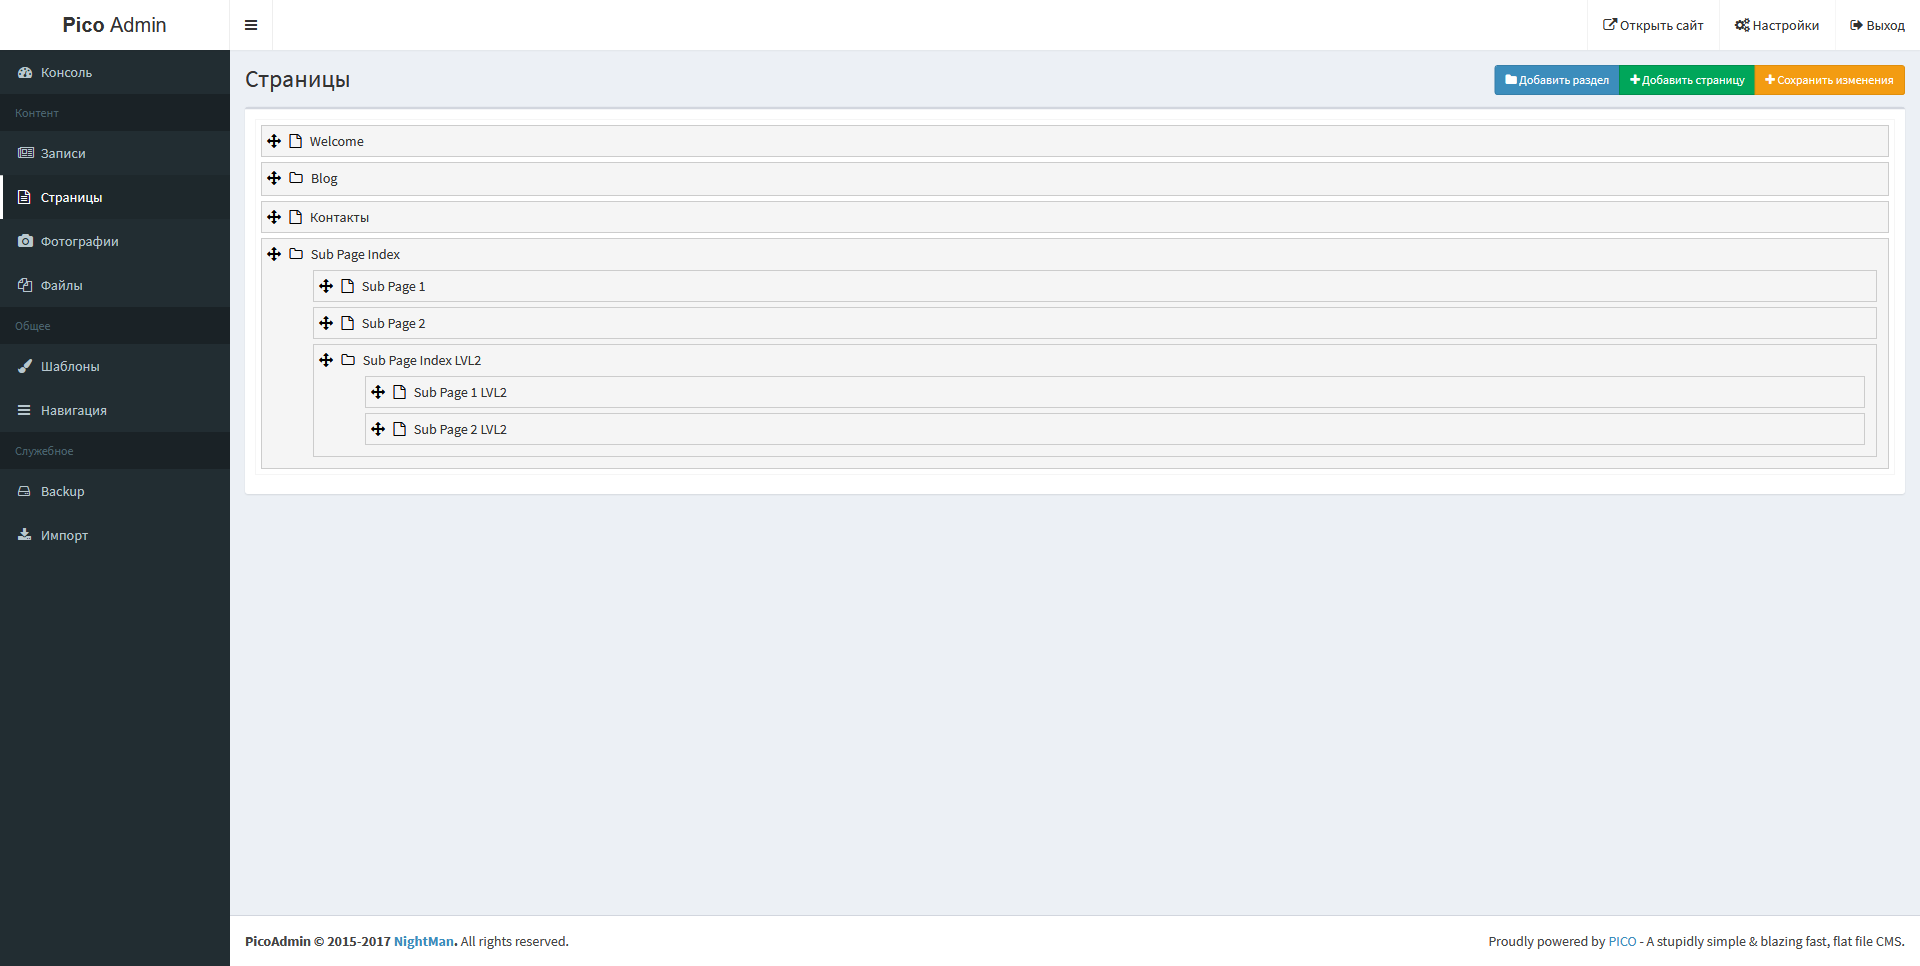 Pico Admin
Открыть сайт
Настройки
Выход
Консоль
Контент
Записи
Страницы
Фотографии
Файлы
Общее
Шаблоны
Навигация
Служебное
Backup
Импорт
Страницы
Добавить раздел
Добавить страницу
Сохранить изменения
Welcome
Blog
Контакты
Sub Page Index
Sub Page 1
Sub Page 2
Sub Page Index LVL2
Sub Page 1 LVL2
Sub Page 2 LVL2
PicoAdmin © 2015-2017 NightMan. All rights reserved.
Proudly powered by PICO - A stupidly simple & blazing fast, flat file CMS.